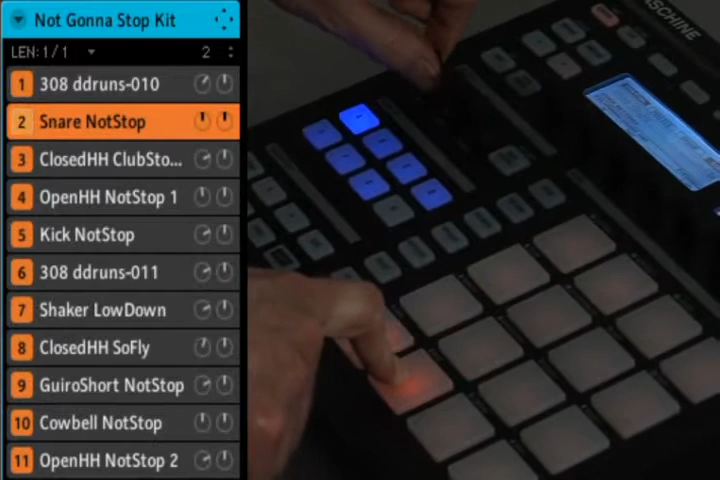 Not Gonna Stop Kit
LEN: 1 / 1 2
1 308 ddruns-010
2 Snare NotStop
3 ClosedHH ClubSto...
4 OpenHH NotStop 1
5 Kick NotStop
6 308 ddruns-011
7 Shaker LowDown
8 ClosedHH SoFly
9 GuiroShort NotStop
10 Cowbell NotStop
11 OpenHH NotStop 2
MASCHINE